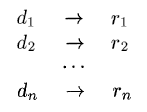 d₁ → r₁
d₂ → r₂
...
dₙ → rₙ